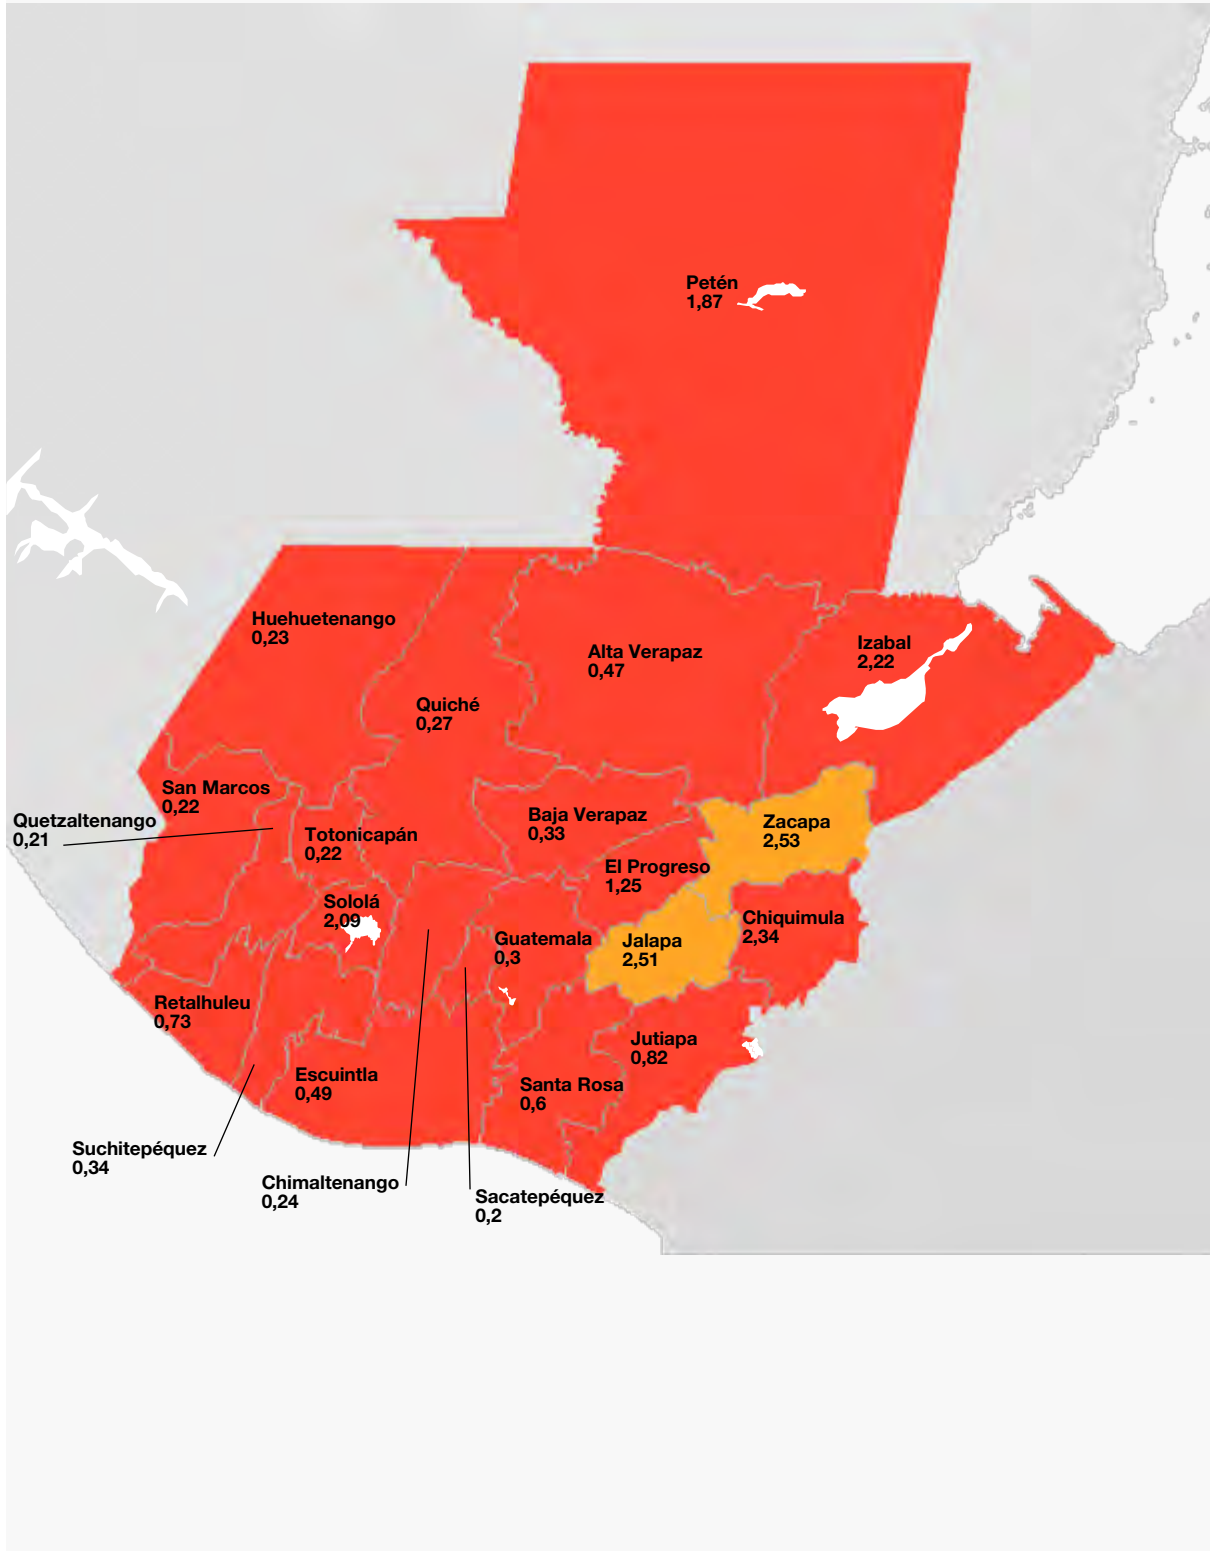 Petén
1,87
Huehuetenango
0,23
Alta Verapaz
0,47
Izabal
2,22
Quiché
0,27
San Marcos
0,22
Quetzaltenango
0,21
Totonicapán
0,22
Baja Verapaz
0,33
Zacapa
2,53
El Progreso
1,25
Sololá
2,09
Guatemala
0,3
Jalapa
2,51
Chiquimula
2,34
Retalhuleu
0,73
Jutiapa
0,82
Escuintla
0,49
Santa Rosa
0,6
Suchitepéquez
0,34
Chimaltenango
0,24
Sacatepéquez
0,2